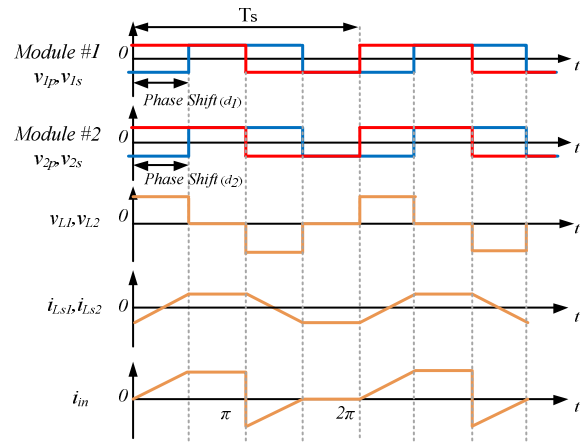 Ts
Module #1
v1p,v1s
0
t
Phase Shift (d1)
Module #2
v2p,v2s
0
t
Phase Shift (d2)
vL1,vL2
0
t
iLs1,iLs2
0
t
iin
0
π
2π
t